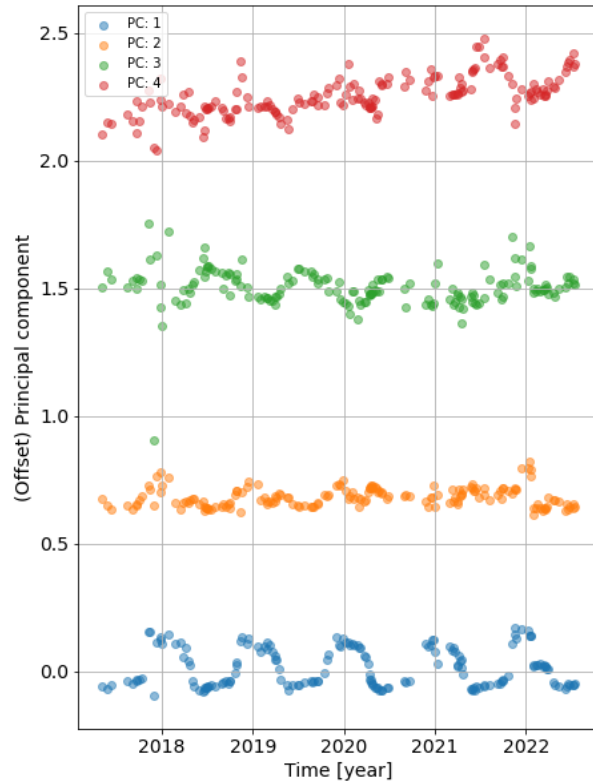 PC: 1
PC: 2
PC: 3
PC: 4
2.5
2.0
1.5
1.0
0.5
0.0
(Offset) Principal component
2018 2019 2020 2021 2022
Time [year]